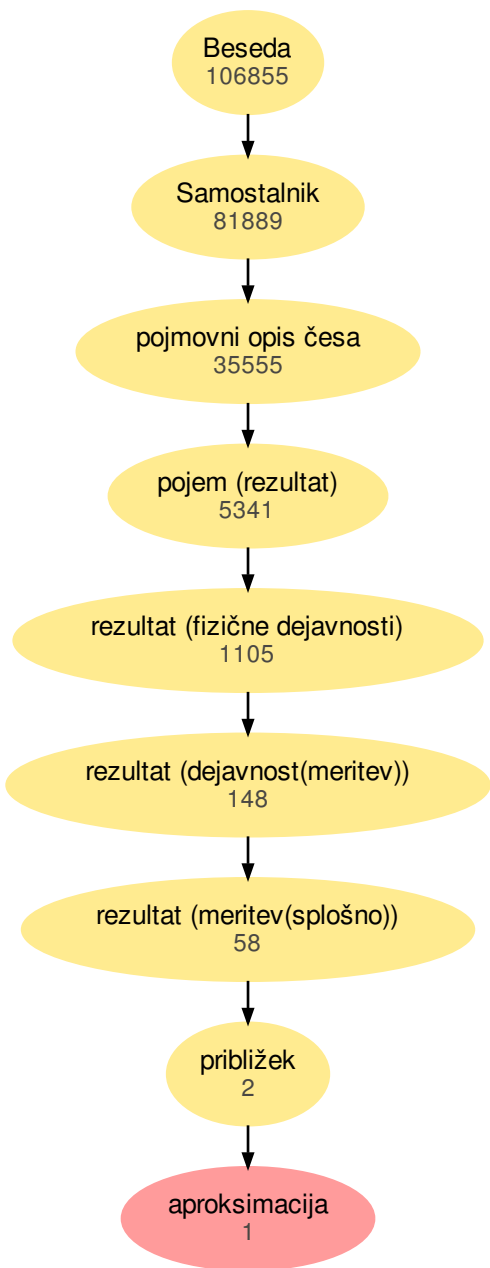 Beseda
106855
Samostalnik
81889
pojmovni opis česa
35555
pojem (rezultat)
5341
rezultat (fizične dejavnosti)
1105
rezultat (dejavnost(meritev))
148
rezultat (meritev(splošno))
58
približek
2
aproksimacija
1